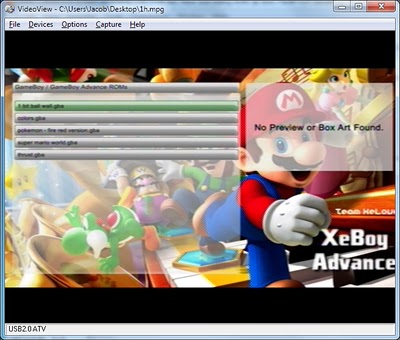 VideoView - C:\Users\Jacob\Desktop\1h.mpg
File Devices Options Capture Help
GameBoy / GameBoy Advance ROMs
1 bit ball wall.gba
colors.gba
pokemon - fire red version.gba
super mario world.gba
thrust.gba
No Preview or Box Art Found.
M
Team XeLove
XeBoy
Advance
USB2.0 ATV